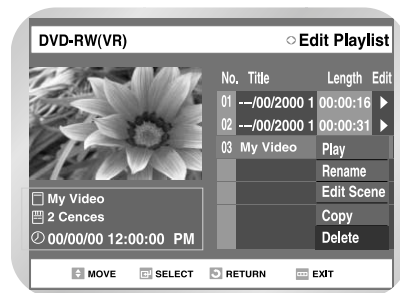 DVD-RW(VR) Edit Playlist
No. Title Length Edit
01 --/00/2000 1 00:00:16
02 --/00/2000 1 00:00:31
03 My Video Play
Rename
Edit Scene
Copy
Delete
My Video
2 Cences
00/00/00 12:00:00 PM
MOVE SELECT RETURN EXIT